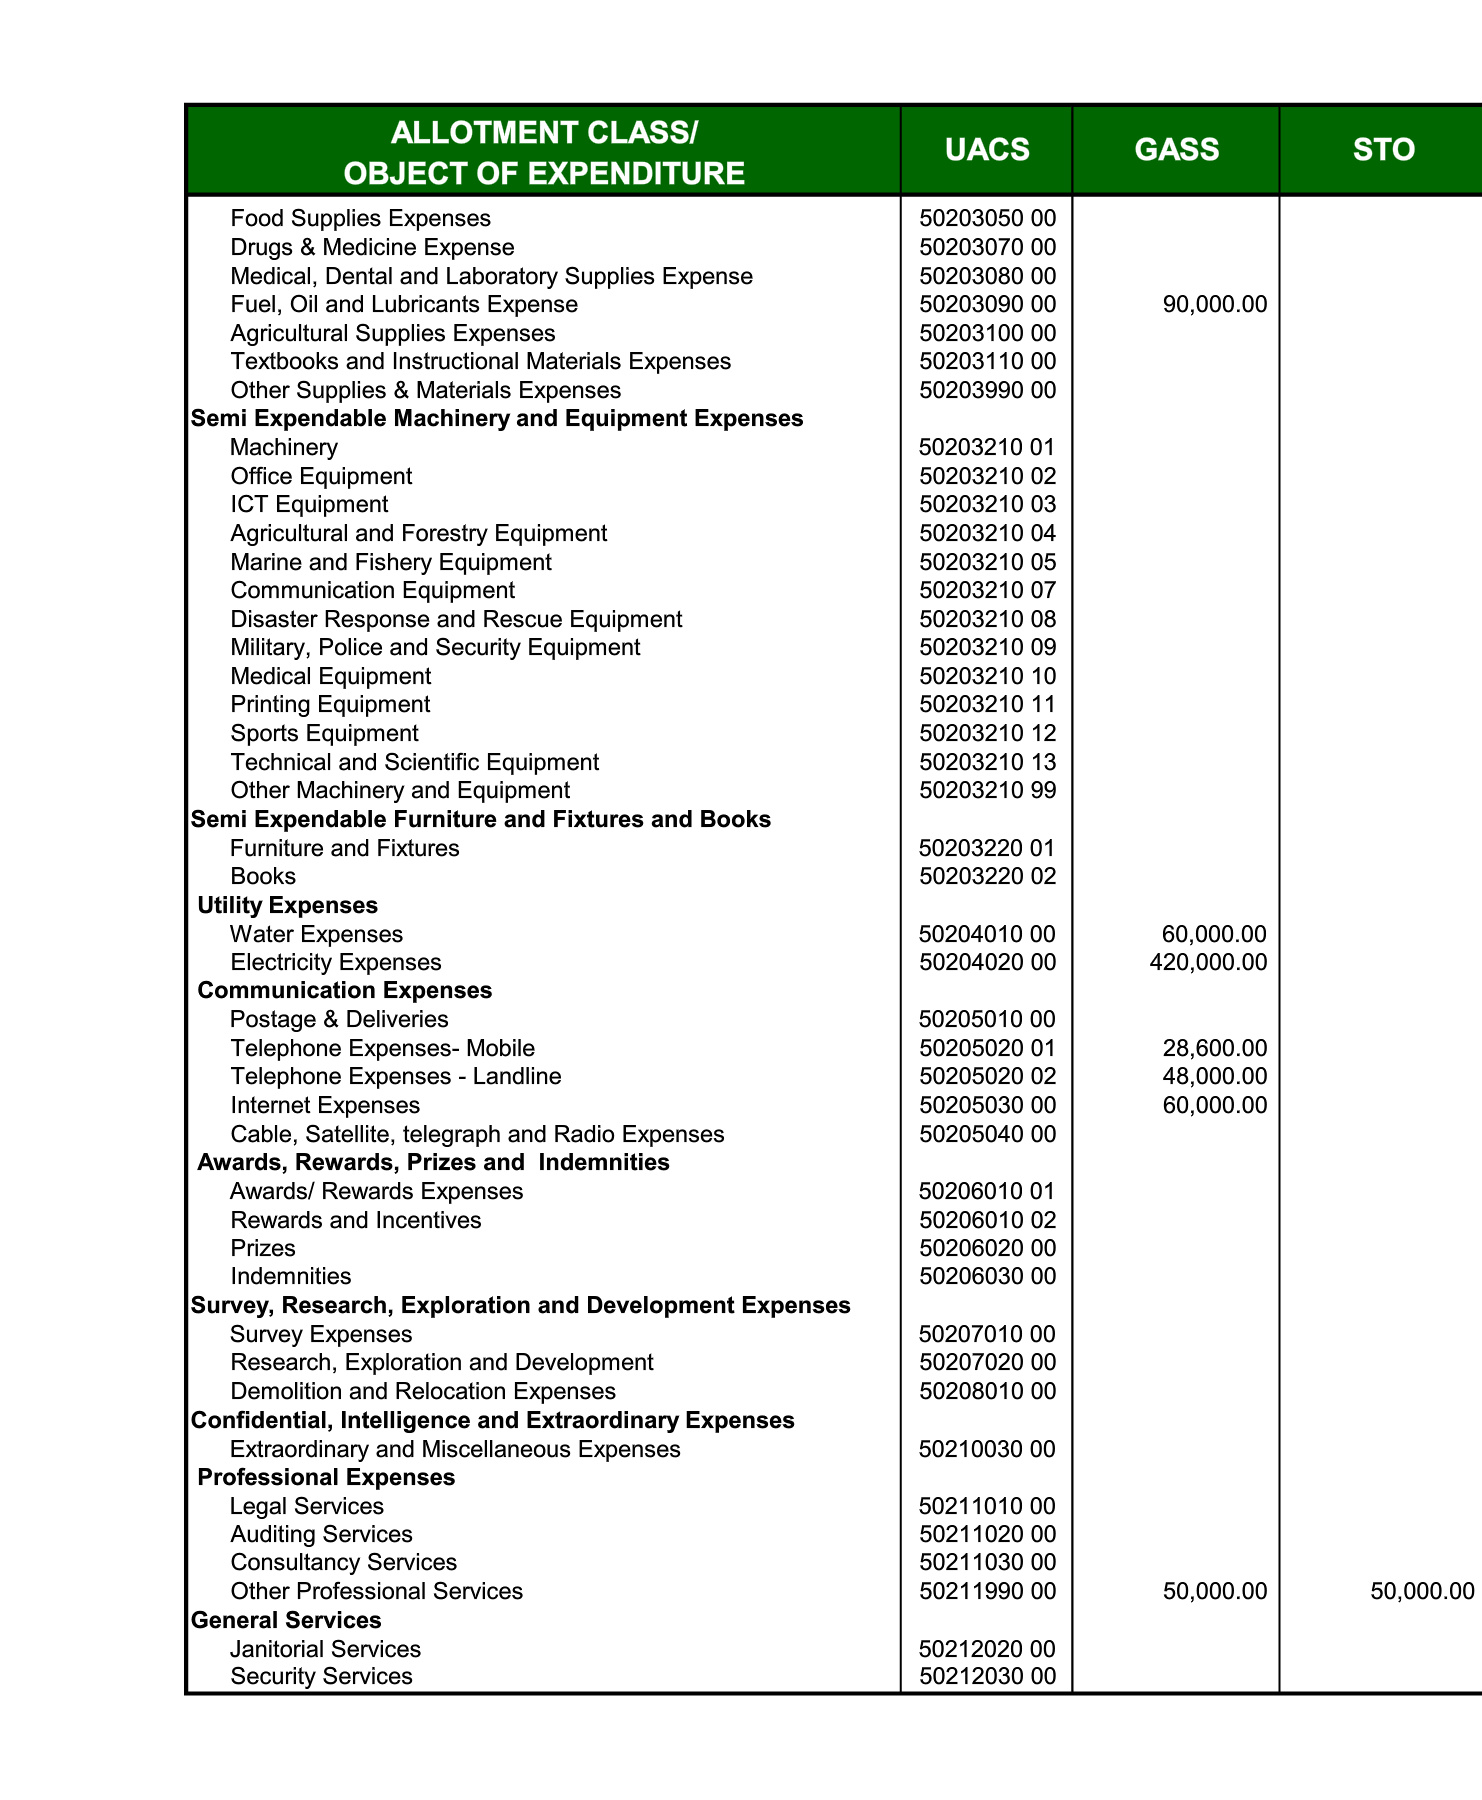 ALLOTMENT CLASS/
OBJECT OF EXPENDITURE UACS GASS STO
Food Supplies Expenses 50203050 00
Drugs & Medicine Expense 50203070 00
Medical, Dental and Laboratory Supplies Expense 50203080 00
Fuel, Oil and Lubricants Expense 50203090 00 90,000.00
Agricultural Supplies Expenses 50203100 00
Textbooks and Instructional Materials Expenses 50203110 00
Other Supplies & Materials Expenses 50203990 00
Semi Expendable Machinery and Equipment Expenses
Machinery 50203210 01
Office Equipment 50203210 02
ICT Equipment 50203210 03
Agricultural and Forestry Equipment 50203210 04
Marine and Fishery Equipment 50203210 05
Communication Equipment 50203210 07
Disaster Response and Rescue Equipment 50203210 08
Military, Police and Security Equipment 50203210 09
Medical Equipment 50203210 10
Printing Equipment 50203210 11
Sports Equipment 50203210 12
Technical and Scientific Equipment 50203210 13
Other Machinery and Equipment 50203210 99
Semi Expendable Furniture and Fixtures and Books
Furniture and Fixtures 50203220 01
Books 50203220 02
Utility Expenses
Water Expenses 50204010 00 60,000.00
Electricity Expenses 50204020 00 420,000.00
Communication Expenses
Postage & Deliveries 50205010 00
Telephone Expenses- Mobile 50205020 01 28,600.00
Telephone Expenses - Landline 50205020 02 48,000.00
Internet Expenses 50205030 00 60,000.00
Cable, Satellite, telegraph and Radio Expenses 50205040 00
Awards, Rewards, Prizes and  Indemnities
Awards/ Rewards Expenses 50206010 01
Rewards and Incentives 50206010 02
Prizes 50206020 00
Indemnities 50206030 00
Survey, Research, Exploration and Development Expenses
Survey Expenses 50207010 00
Research, Exploration and Development 50207020 00
Demolition and Relocation Expenses 50208010 00
Confidential, Intelligence and Extraordinary Expenses
Extraordinary and Miscellaneous Expenses 50210030 00
Professional Expenses
Legal Services 50211010 00
Auditing Services 50211020 00
Consultancy Services 50211030 00
Other Professional Services 50211990 00 50,000.00 50,000.00
General Services
Janitorial Services 50212020 00
Security Services 50212030 00